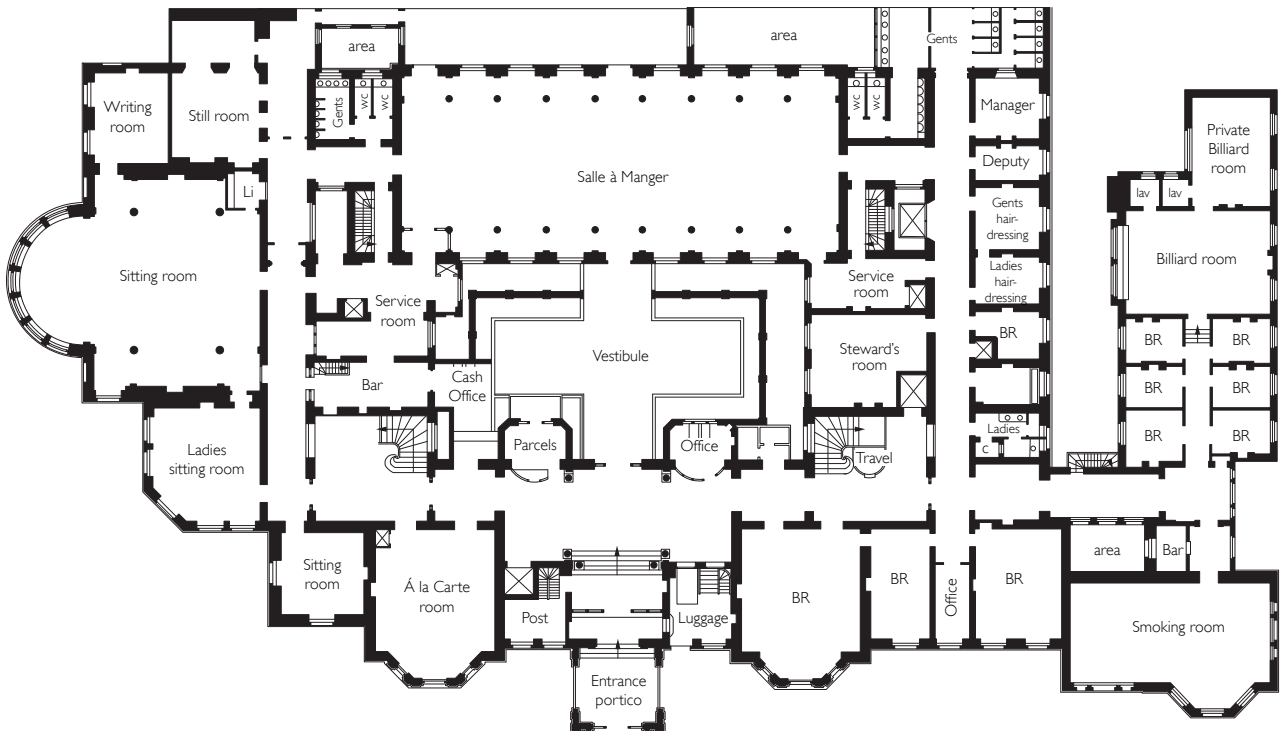 area
area
Gents
Writing
room
Still room
Gents
wc
wc
wc
wc
Manager
Private
Billiard
room
Deputy
Salle à Manger
Li
lav
lav
Gents
hair-
dressing
Sitting room
Service
room
Service
room
Ladies
hair-
dressing
Billiard room
BR
BR
BR
Vestibule
Steward's
room
Bar
Cash
Office
BR
BR
Ladies
sitting room
Parcels
Office
Travel
Ladies
c
BR
BR
Sitting
room
Á la Carte
room
Post
Luggage
BR
BR
Office
BR
area
Bar
Smoking room
Entrance
portico